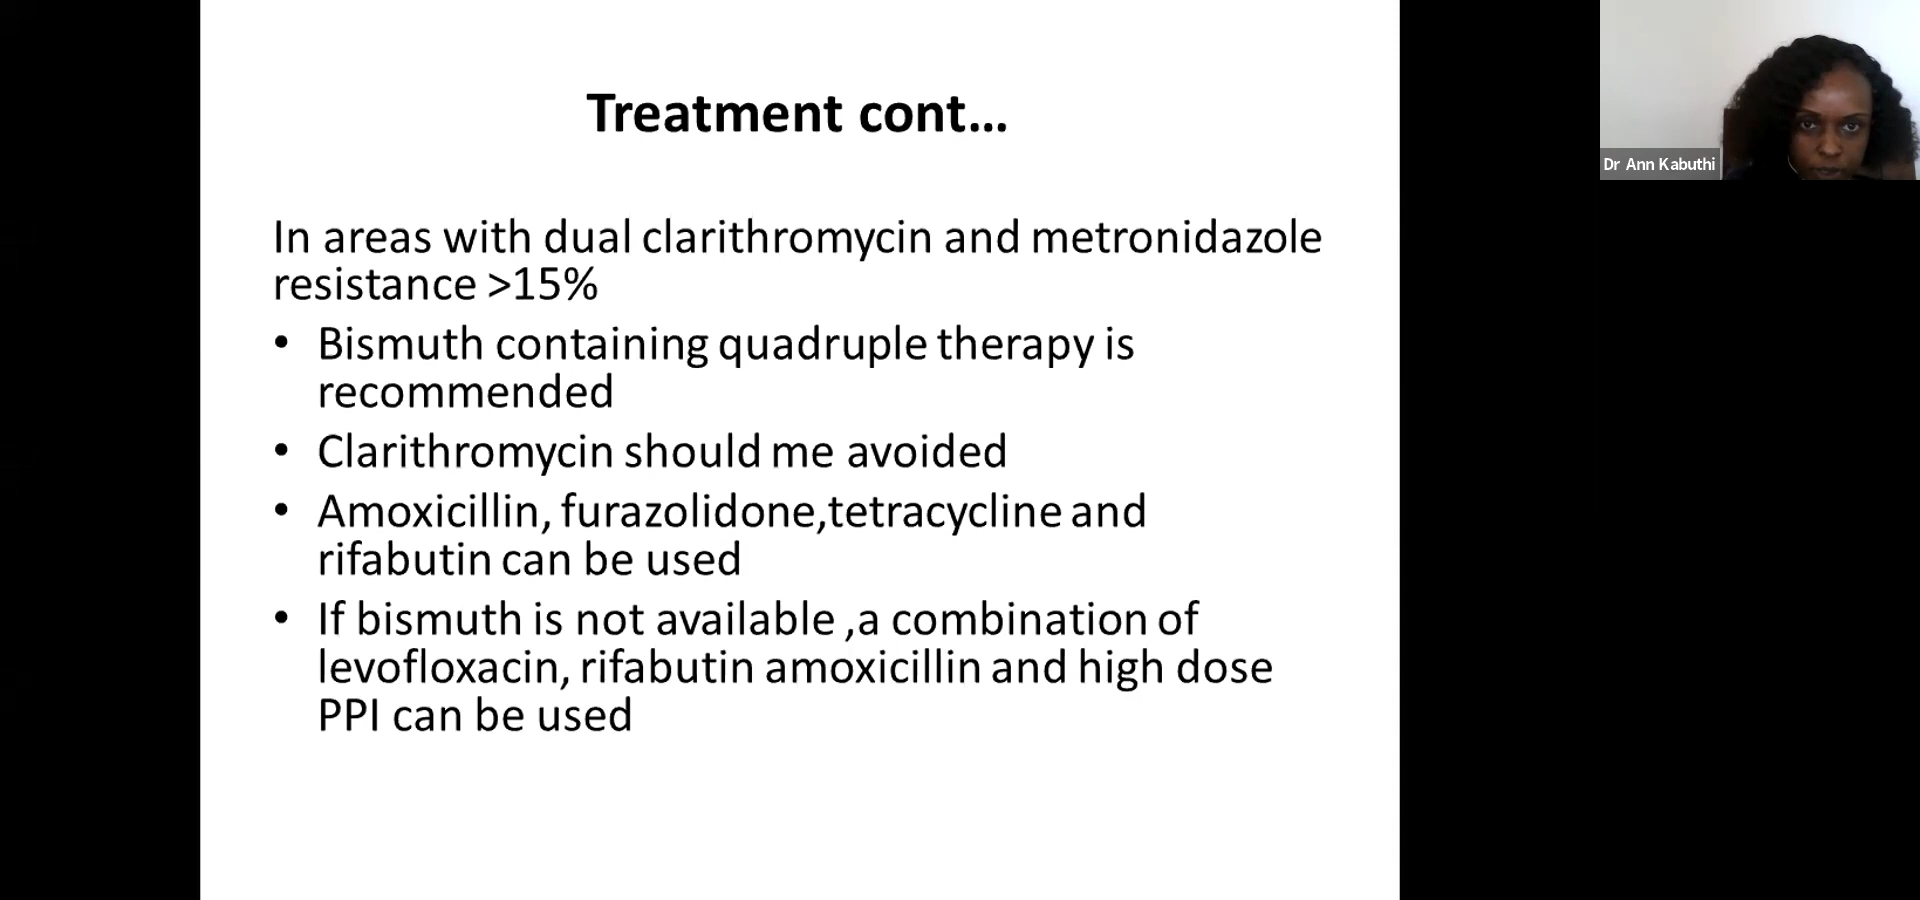 Treatment cont...
Dr Ann Kabuthi
In areas with dual clarithromycin and metronidazole
resistance >15%
• Bismuth containing quadruple therapy is
recommended
• Clarithromycin should me avoided
• Amoxicillin, furazolidone,tetracycline and
rifabutin can be used
• If bismuth is not available ,a combination of
levofloxacin, rifabutin amoxicillin and high dose
PPI can be used